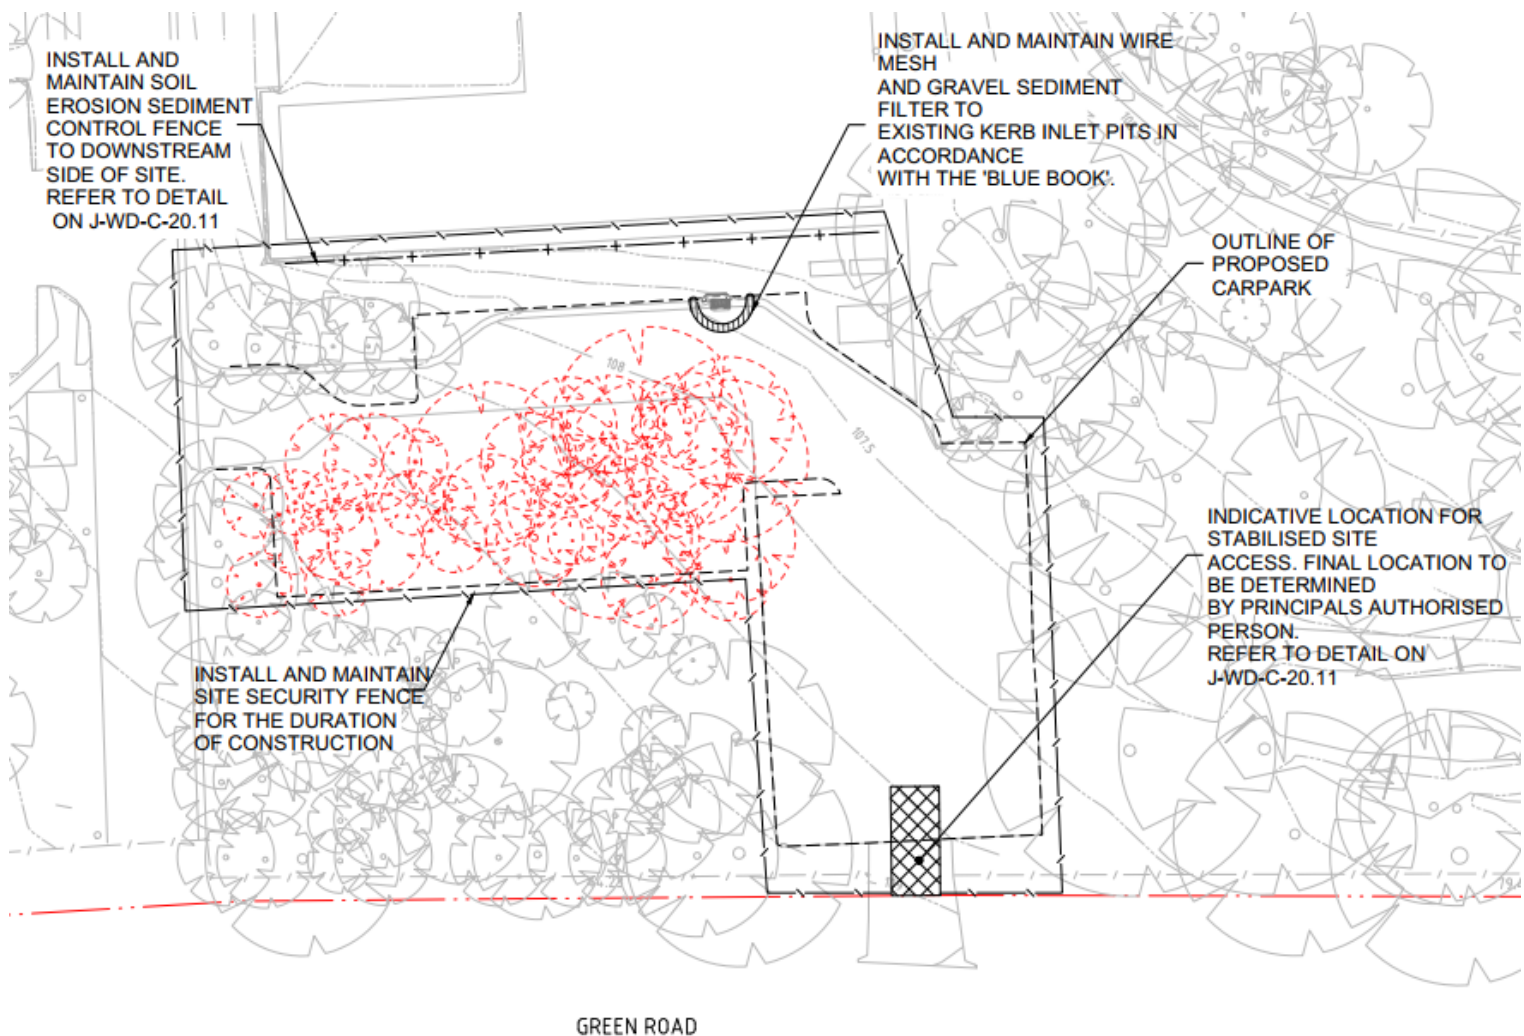 INSTALL AND
MAINTAIN SOIL
EROSION SEDIMENT
CONTROL FENCE
TO DOWNSTREAM
SIDE OF SITE.
REFER TO DETAIL
ON J-WD-C-20.11
INSTALL AND MAINTAIN WIRE
MESH
AND GRAVEL SEDIMENT
FILTER TO
EXISTING KERB INLET PITS IN
ACCORDANCE
WITH THE 'BLUE BOOK'.
OUTLINE OF
PROPOSED
CARPARK
108
107.5
INDICATIVE LOCATION FOR
STABILISED SITE
ACCESS. FINAL LOCATION TO
BE DETERMINED
BY PRINCIPALS AUTHORISED
PERSON.
REFER TO DETAIL ON
J-WD-C-20.11
INSTALL AND MAINTAIN
SITE SECURITY FENCE
FOR THE DURATION
OF CONSTRUCTION
GREEN ROAD